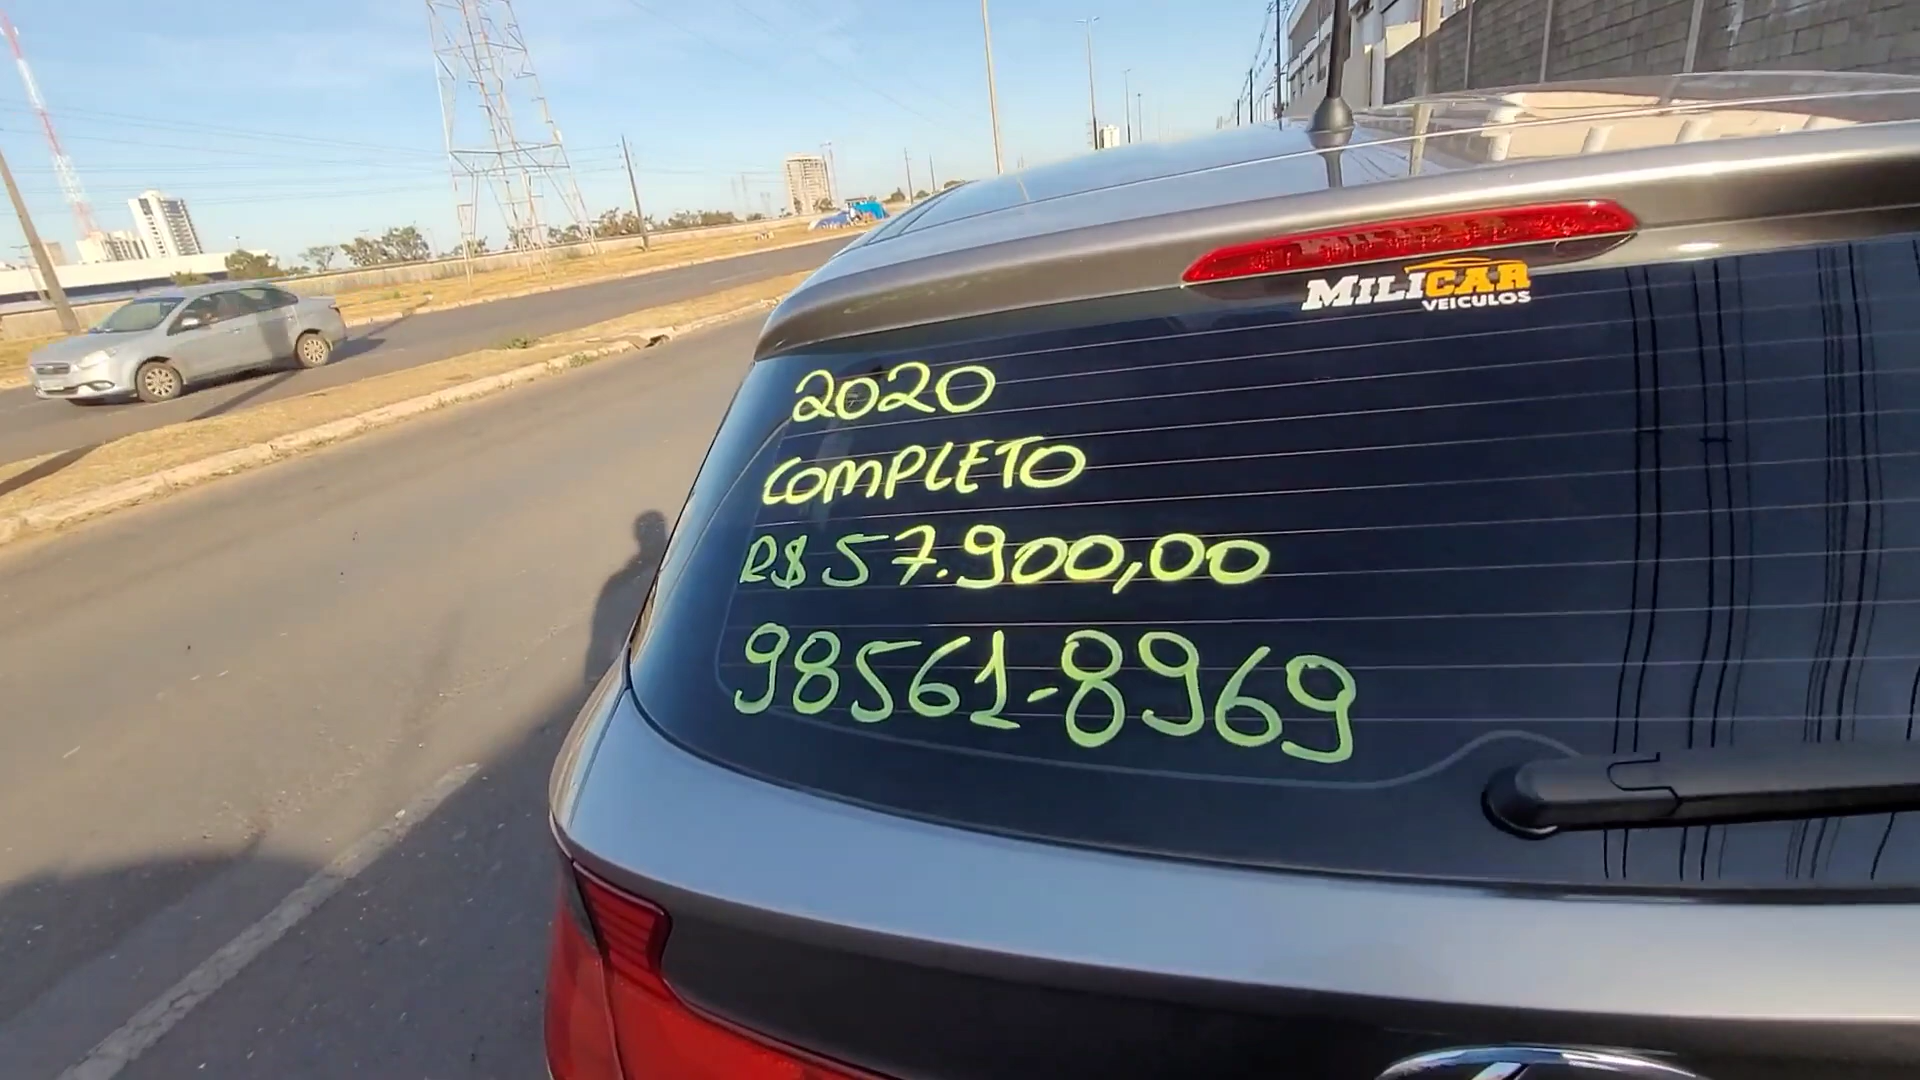 MILICAR
VEICULOS
2020
COMPLETO
R$ 57.900,00
98561-8969